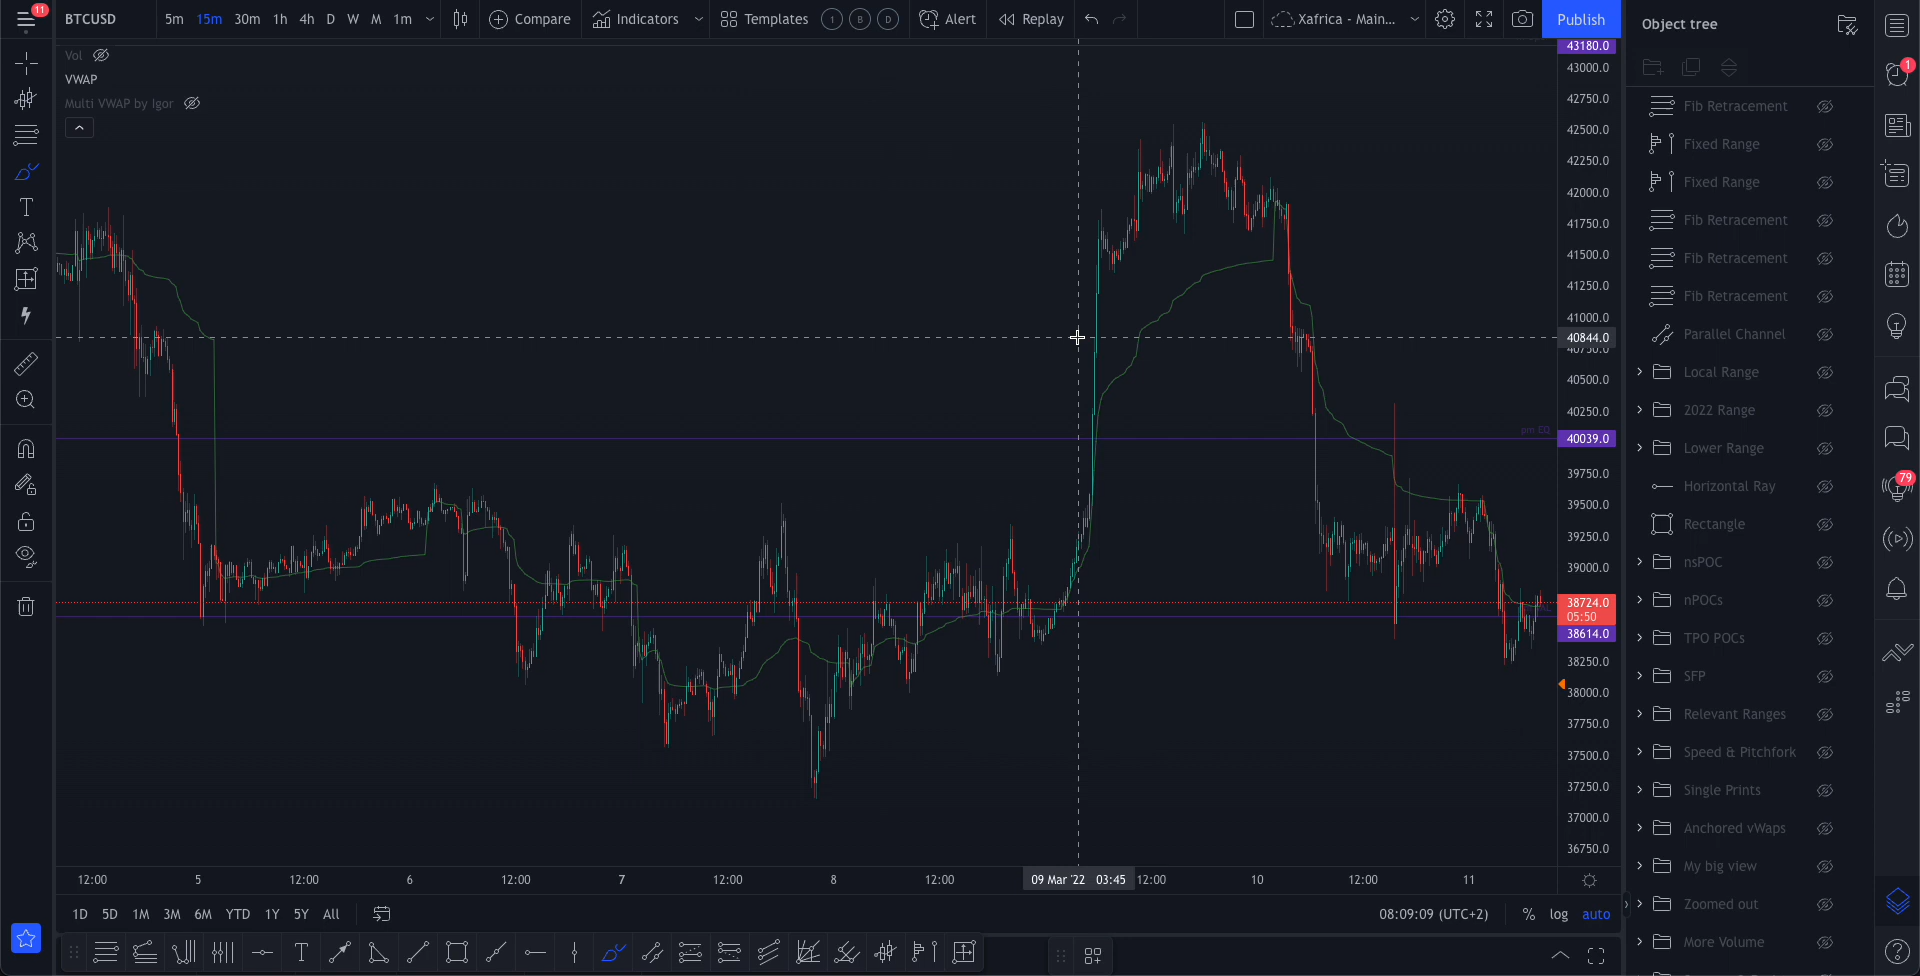 11
BTCUSD 5m 15m 30m 1h 4h D W M 1m Compare Indicators Templates 1 B D Alert Replay Xafrica - Main... Publish
Object tree
Vol
VWAP
Multi VWAP by Igor
43180.0
43000.0
42750.0
42500.0
42250.0
42000.0
41750.0
41500.0
41250.0
41000.0
40844.0
40750.0
40500.0
40250.0
pm EQ
40039.0
39750.0
39500.0
39250.0
39000.0
38724.0
05:50
38614.0
38250.0
38000.0
37750.0
37500.0
37250.0
37000.0
36750.0
12:00 5 12:00 6 12:00 7 12:00 8 12:00 09 Mar '22 03:45 12:00 10 12:00 11
1D 5D 1M 3M 6M YTD 1Y 5Y All 08:09:09 (UTC+2) % log auto
Fib Retracement
Fixed Range
Fixed Range
Fib Retracement
Fib Retracement
Fib Retracement
Parallel Channel
Local Range
2022 Range
Lower Range
Horizontal Ray
Rectangle
nsPOC
nPOCs
TPO POCs
SFP
Relevant Ranges
Speed & Pitchfork
Single Prints
Anchored vWaps
My big view
Zoomed out
More Volume
1
79